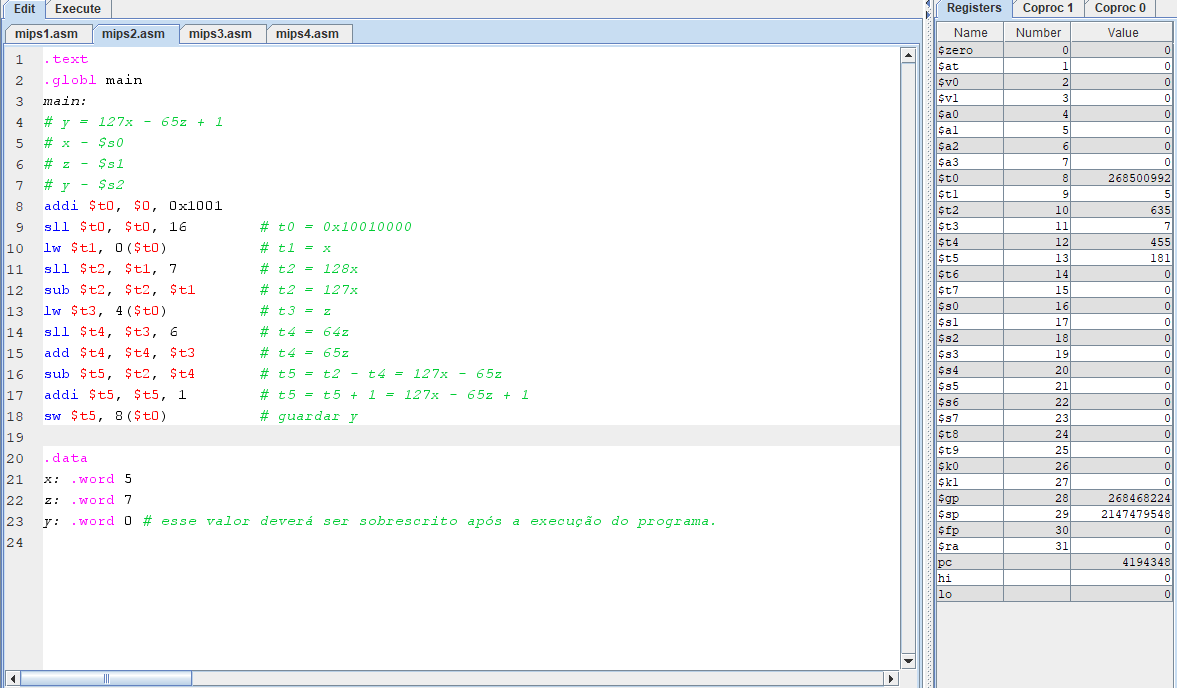 Edit Execute
mips1.asm mips2.asm mips3.asm mips4.asm
1 .text
2 .globl main
3 main:
4 # y = 127x - 65z + 1
5 # x - $s0
6 # z - $s1
7 # y - $s2
8 addi $t0, $0, 0x1001
9 sll $t0, $t0, 16 # t0 = 0x10010000
10 lw $t1, 0($t0) # t1 = x
11 sll $t2, $t1, 7 # t2 = 128x
12 sub $t2, $t2, $t1 # t2 = 127x
13 lw $t3, 4($t0) # t3 = z
14 sll $t4, $t3, 6 # t4 = 64z
15 add $t4, $t4, $t3 # t4 = 65z
16 sub $t5, $t2, $t4 # t5 = t2 - t4 = 127x - 65z
17 addi $t5, $t5, 1 # t5 = t5 + 1 = 127x - 65z + 1
18 sw $t5, 8($t0) # guardar y
19
20 .data
21 x: .word 5
22 z: .word 7
23 y: .word 0 # esse valor deverá ser sobrescrito após a execução do programa.
24
Registers Coproc 1 Coproc 0
Name Number Value
$zero 0 0
$at 1 0
$v0 2 0
$v1 3 0
$a0 4 0
$a1 5 0
$a2 6 0
$a3 7 0
$t0 8 268500992
$t1 9 5
$t2 10 635
$t3 11 7
$t4 12 455
$t5 13 181
$t6 14 0
$t7 15 0
$s0 16 0
$s1 17 0
$s2 18 0
$s3 19 0
$s4 20 0
$s5 21 0
$s6 22 0
$s7 23 0
$t8 24 0
$t9 25 0
$k0 26 0
$k1 27 0
$gp 28 268468224
$sp 29 2147479548
$fp 30 0
$ra 31 0
pc 4194348
hi 0
lo 0